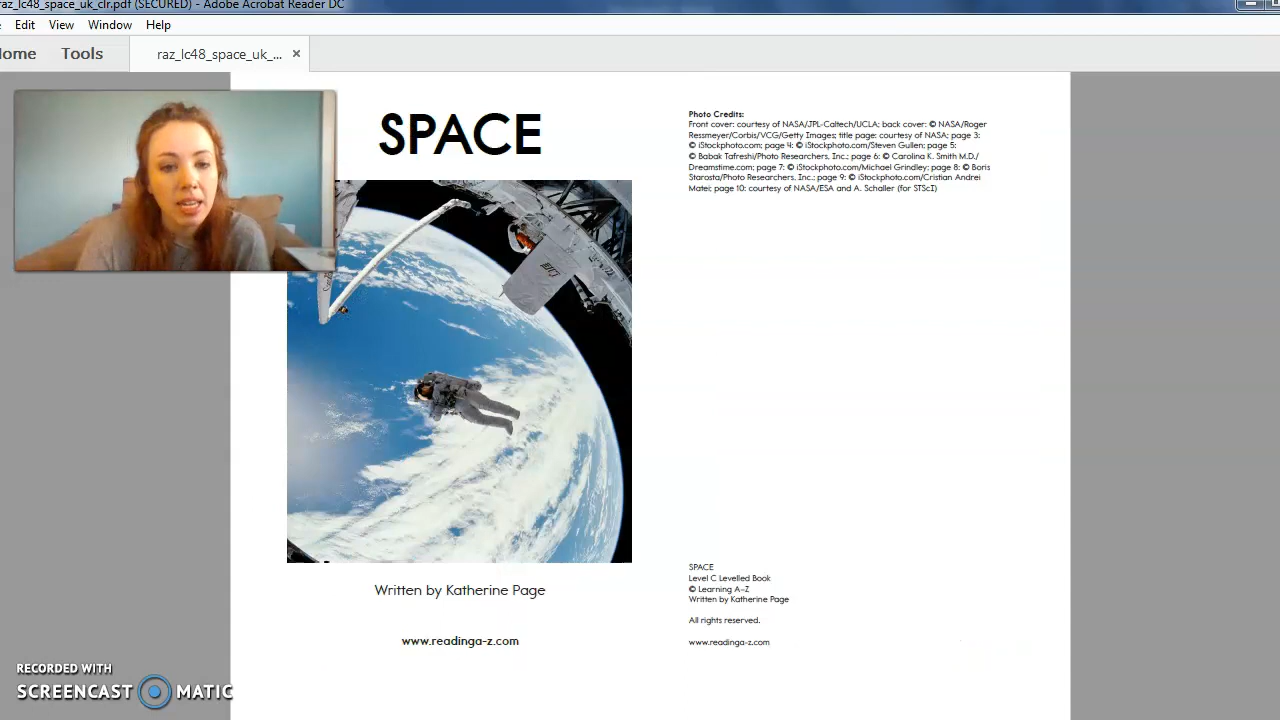 raz_lc48_space_uk_clr.pdf (SECURED) - Adobe Acrobat Reader DC
Edit View Window Help
Home Tools raz_lc48_space_uk_... ×
SPACE
Written by Katherine Page
www.readinga-z.com
Photo Credits:
Front cover: courtesy of NASA/JPL-Caltech/UCLA; back cover: © NASA/Roger
Ressmeyer/Corbis/VCG/Getty Images; title page: courtesy of NASA; page 3:
© iStockphoto.com; page 4: © iStockphoto.com/Steven Gullen; page 5:
© Babak Tafreshi/Photo Researchers, Inc.; page 6: © Carolina K. Smith M.D./
Dreamstime.com; page 7: © iStockphoto.com/Michael Grindley; page 8: © Boris
Starosta/Photo Researchers, Inc.; page 9: © iStockphoto.com/Cristian Andrei
Matei; page 10: courtesy of NASA/ESA and A. Schaller (for STScI)
SPACE
Level C Levelled Book
© Learning A–Z
Written by Katherine Page
All rights reserved.
www.readinga-z.com
RECORDED WITH
SCREENCAST MATIC